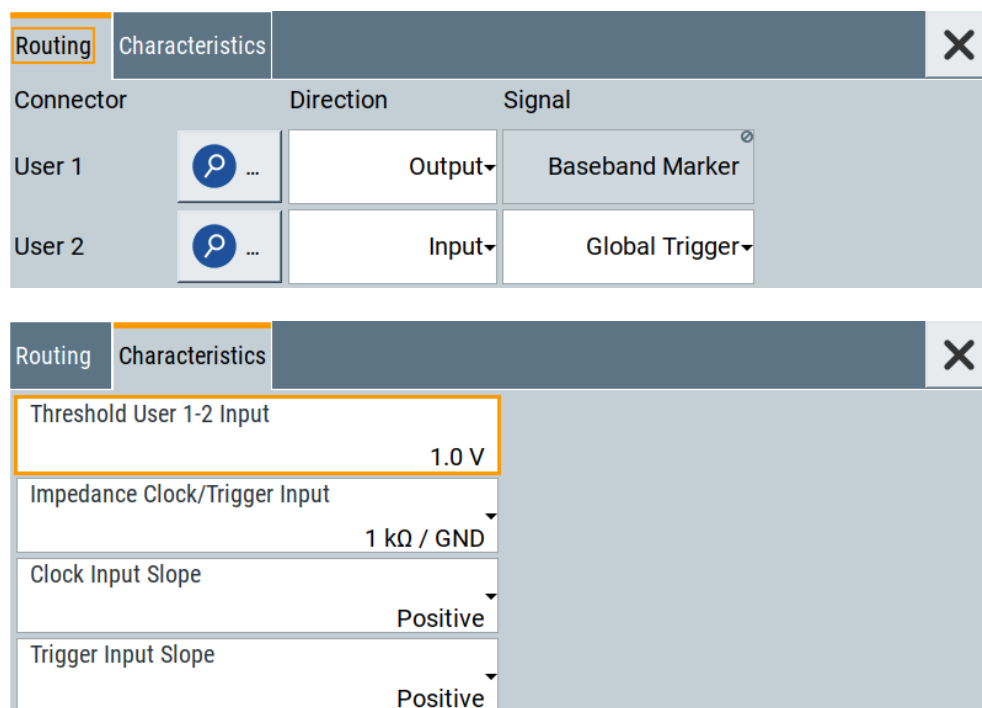 Routing Characteristics
Connector Direction Signal
User 1 ... Output Baseband Marker
User 2 ... Input Global Trigger
Routing Characteristics
Threshold User 1-2 Input
1.0 V
Impedance Clock/Trigger Input
1 kΩ / GND
Clock Input Slope
Positive
Trigger Input Slope
Positive